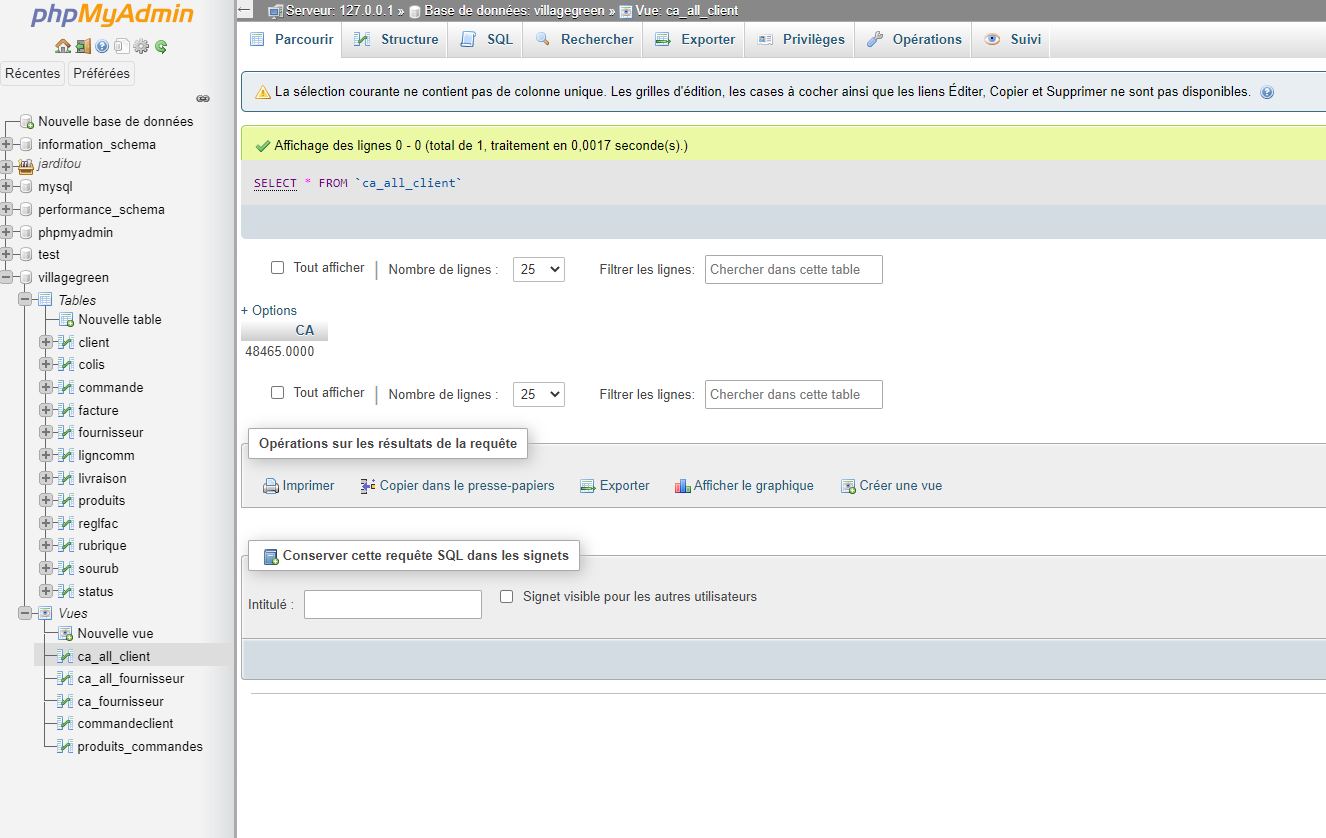 phpMyAdmin
Récentes Préférées
Nouvelle base de données
information_schema
jarditou
mysql
performance_schema
phpmyadmin
test
villagegreen
Tables
Nouvelle table
client
colis
commande
facture
fournisseur
ligncomm
livraison
produits
reglfac
rubrique
sourub
status
Vues
Nouvelle vue
ca_all_client
ca_all_fournisseur
ca_fournisseur
commandeclient
produits_commandes
Serveur: 127.0.0.1 » Base de données: villagegreen » Vue: ca_all_client
Parcourir Structure SQL Rechercher Exporter Privilèges Opérations Suivi
La sélection courante ne contient pas de colonne unique. Les grilles d'édition, les cases à cocher ainsi que les liens Éditer, Copier et Supprimer ne sont pas disponibles.
Affichage des lignes 0 - 0 (total de 1, traitement en 0,0017 seconde(s).)
SELECT * FROM `ca_all_client`
Tout afficher | Nombre de lignes : 25 Filtrer les lignes: Chercher dans cette table
+ Options
CA
48465.0000
Tout afficher | Nombre de lignes : 25 Filtrer les lignes: Chercher dans cette table
Opérations sur les résultats de la requête
Imprimer Copier dans le presse-papiers Exporter Afficher le graphique Créer une vue
Conserver cette requête SQL dans les signets
Intitulé : Signet visible pour les autres utilisateurs